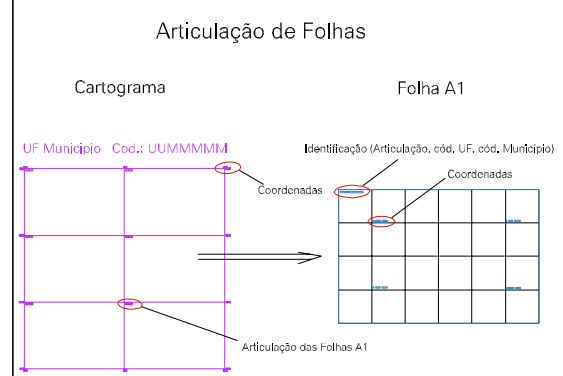 Articulação de Folhas
Cartograma
Folha A1
UF Município Cod.: UUMMMMM
Identificação (Articulação, cód. UF, cód. Município)
Coordenadas
Coordenadas
Articulação das Folhas A1